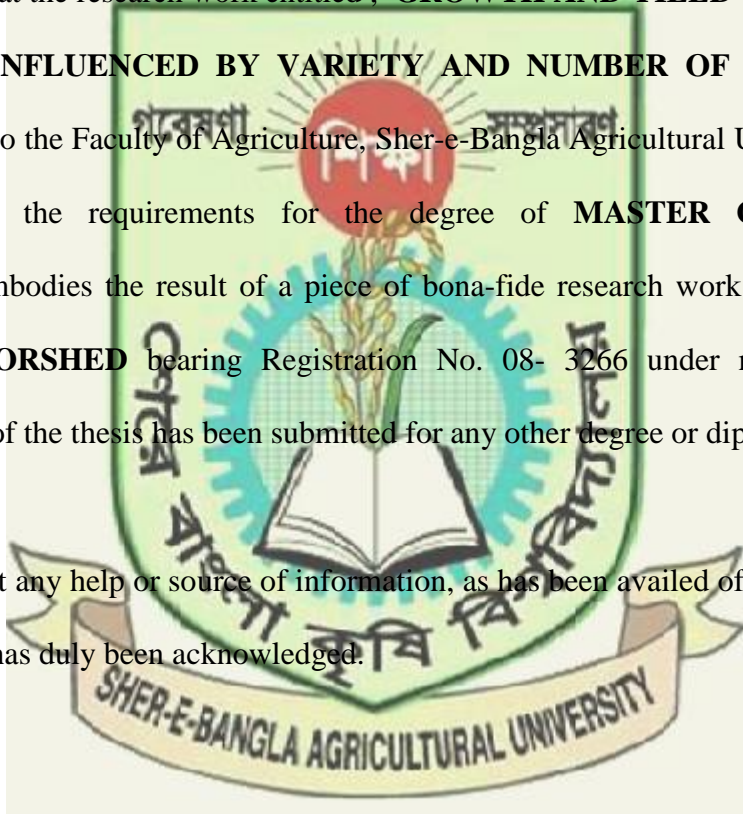 at the research work entitled, "GROWTH AND YIELD
NFLUENCED BY VARIETY AND NUMBER OF
গবেষণা
সম্প্রসারণ
শিক্ষা
o the Faculty of Agriculture, Sher-e-Bangla Agricultural U
the requirements for the degree of MASTER
mbodies the result of a piece of bona-fide research work
ORSHED bearing Registration No. 08- 3266 under
of the thesis has been submitted for any other degree or dip
t any help or source of information, as has been availed of
has duly been acknowledged.
শেরে বাংলা কৃষি বিশ্ববিদ্যালয়
SHER-E-BANGLA AGRICULTURAL UNIVERSITY